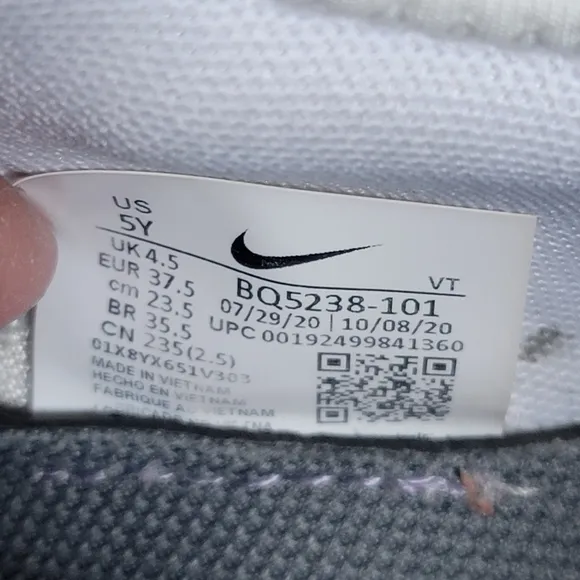 US
5Y
UK 4.5
EUR 37.5
cm 23.5
BR 35.5
CN 235(2.5)
01X8YX651V303
MADE IN VIETNAM
HECHO EN VIETNAM
FABRIQUE AU VIETNAM
VT
BQ5238-101
07/29/20 | 10/08/20
UPC 00192499841360